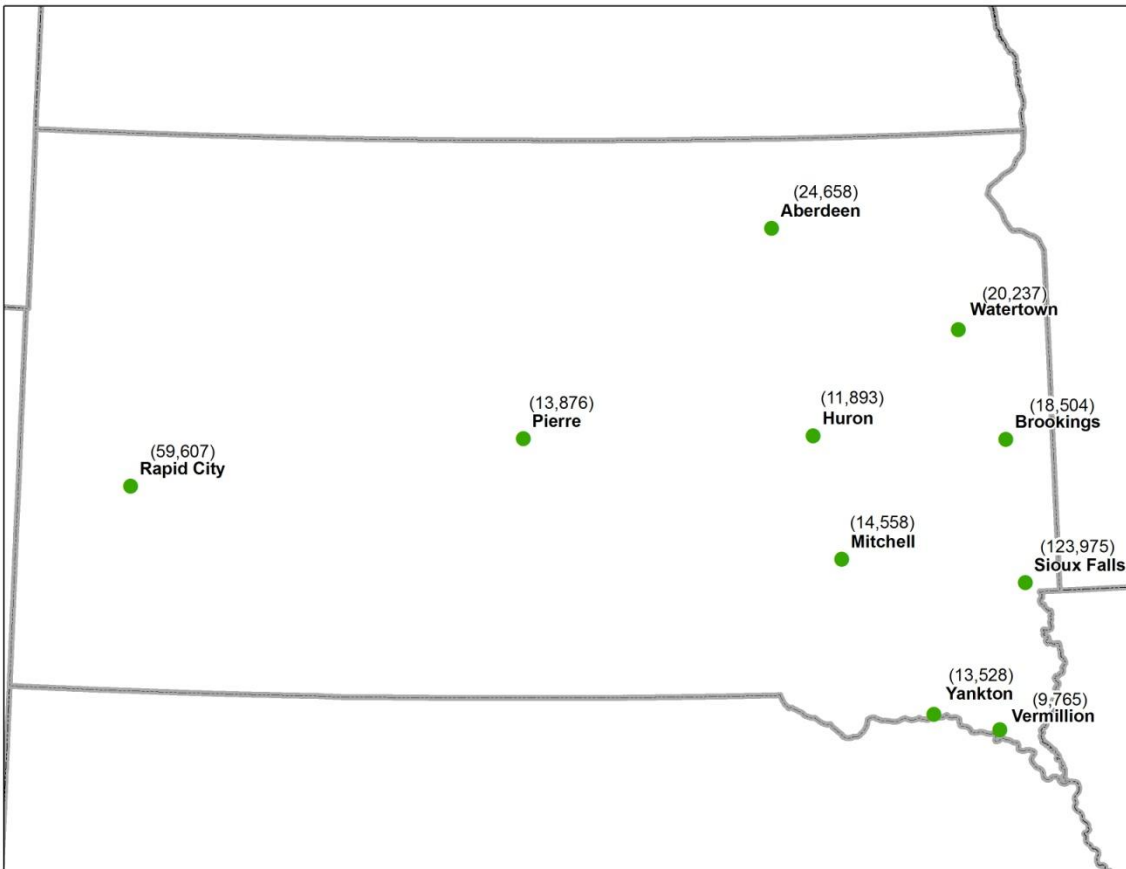 (24,658)
Aberdeen
(20,237)
Watertown
(13,876)
Pierre
(11,893)
Huron
(18,504)
Brookings
(59,607)
Rapid City
(14,558)
Mitchell
(123,975)
Sioux Falls
(13,528)
Yankton
(9,765)
Vermillion